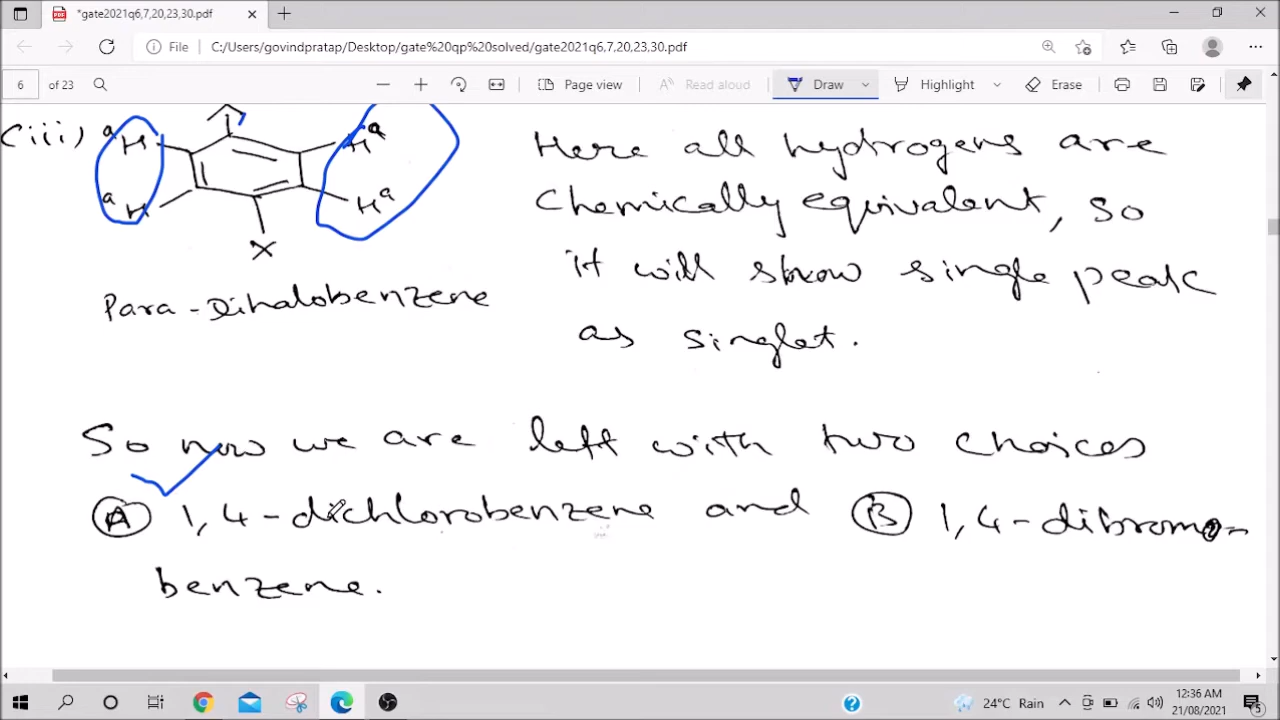 *gate2021q6,7,20,23,30.pdf
File C:/Users/govindpratap/Desktop/gate%20qp%20solved/gate2021q6,7,20,23,30.pdf
6 of 23 Page view Read aloud Draw Highlight Erase
(iii) a H H a
a H H a
X
Para-Dihalobenzene
Here all hydrogens are
Chemically equivalent, so
it will show single peak
as singlet.
So now we are left with two choices
A 1,4-dichlorobenzene and B 1,4-dibromo-
benzene.
24°C Rain 12:36 AM
21/08/2021 5